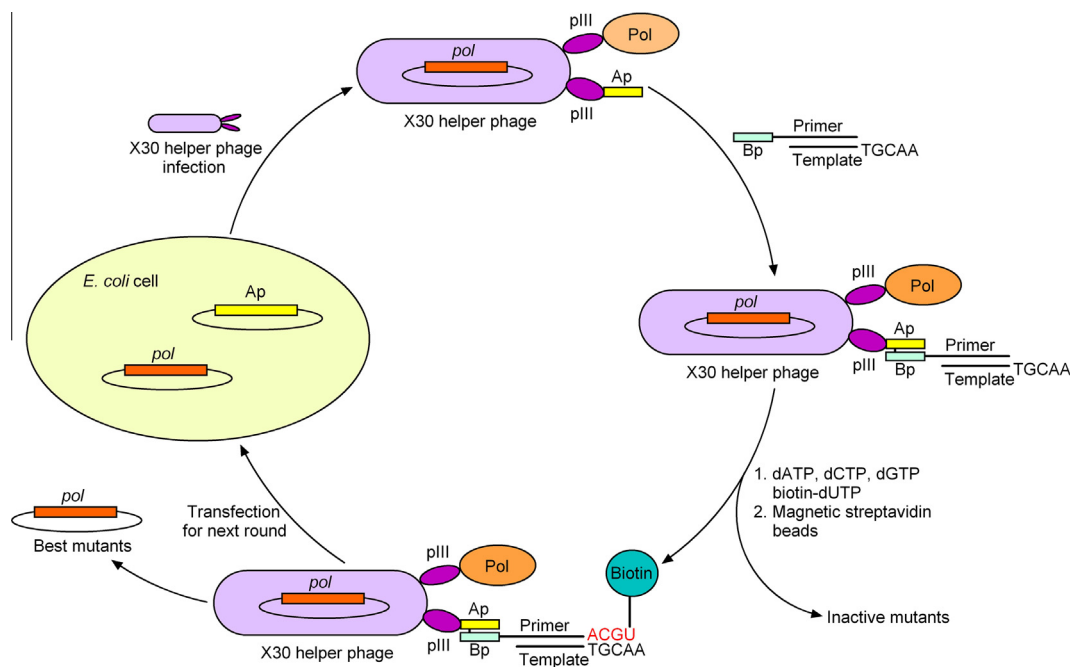 pIII
Pol
pol
Ap
pIII
X30 helper phage
X30 helper phage
infection
Primer
Bp
Template
TGCAA
E. coli cell
Ap
pol
pIII
Pol
pol
Ap
Primer
pIII
Bp
Template
TGCAA
X30 helper phage
1. dATP, dCTP, dGTP
biotin-dUTP
2. Magnetic streptavidin
beads
Inactive mutants
Transfection
for next round
pol
Best mutants
pIII
Pol
pol
Biotin
Ap
Primer
ACGU
pIII
Bp
Template
TGCAA
X30 helper phage